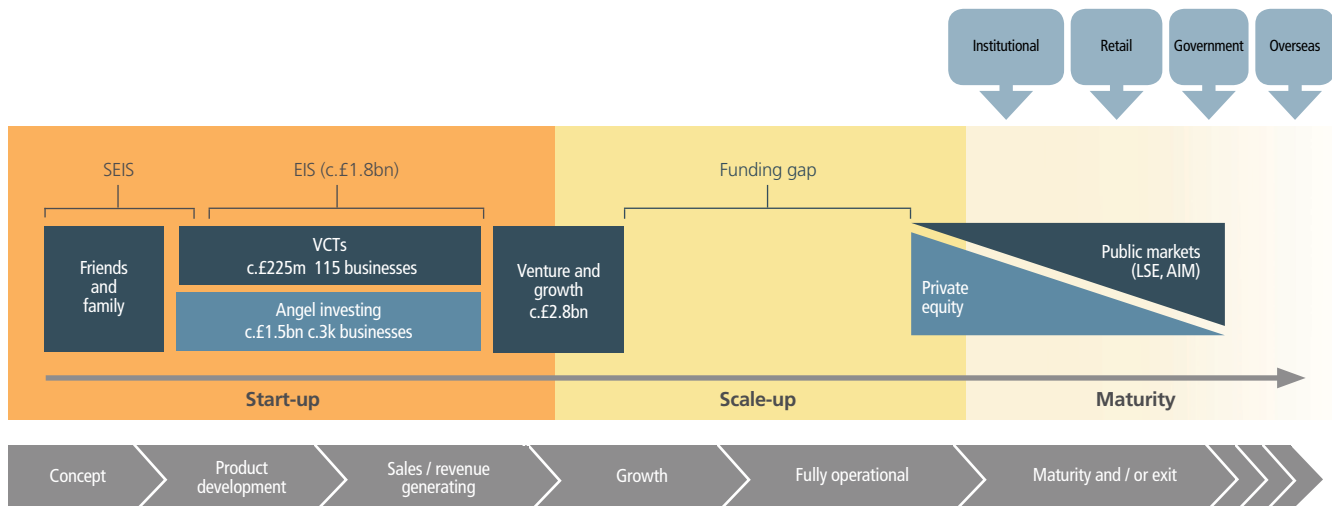 Institutional
Retail
Government
Overseas
SEIS
EIS (c.£1.8bn)
Funding gap
Friends
and
family
VCTs
c.£225m 115 businesses
Angel investing
c.£1.5bn c.3k businesses
Venture and
growth
c.£2.8bn
Private
equity
Public markets
(LSE, AIM)
Start-up
Scale-up
Maturity
Concept
Product
development
Sales / revenue
generating
Growth
Fully operational
Maturity and / or exit